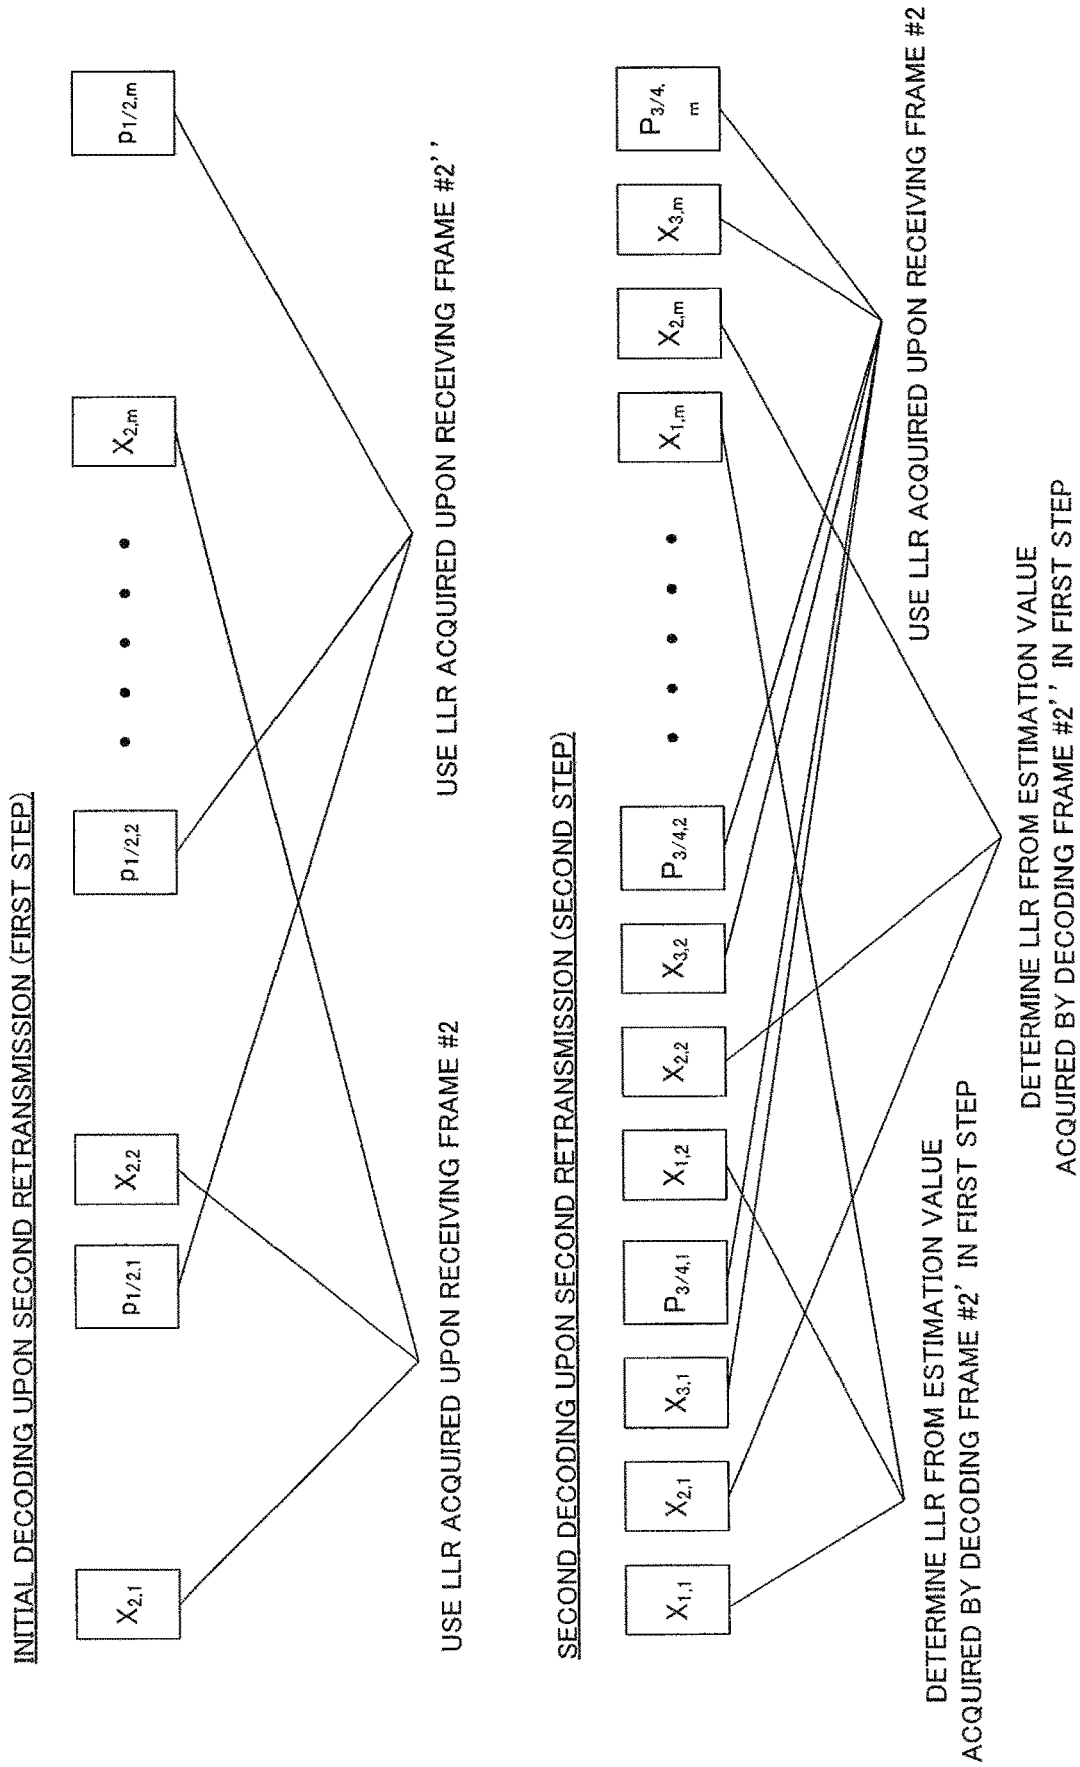 INITIAL DECODING UPON SECOND RETRANSMISSION (FIRST STEP)
X2,1
p1/2,1
X2,2
p1/2,2
X2,m
p1/2,m
USE LLR ACQUIRED UPON RECEIVING FRAME #2
USE LLR ACQUIRED UPON RECEIVING FRAME #2''
SECOND DECODING UPON SECOND RETRANSMISSION (SECOND STEP)
X1,1
X2,1
X3,1
P3/4,1
X1,2
X2,2
X3,2
P3/4,2
X1,m
X2,m
X3,m
P3/4,
m
DETERMINE LLR FROM ESTIMATION VALUE
ACQUIRED BY DECODING FRAME #2' IN FIRST STEP
USE LLR ACQUIRED UPON RECEIVING FRAME #2
DETERMINE LLR FROM ESTIMATION VALUE
ACQUIRED BY DECODING FRAME #2'' IN FIRST STEP